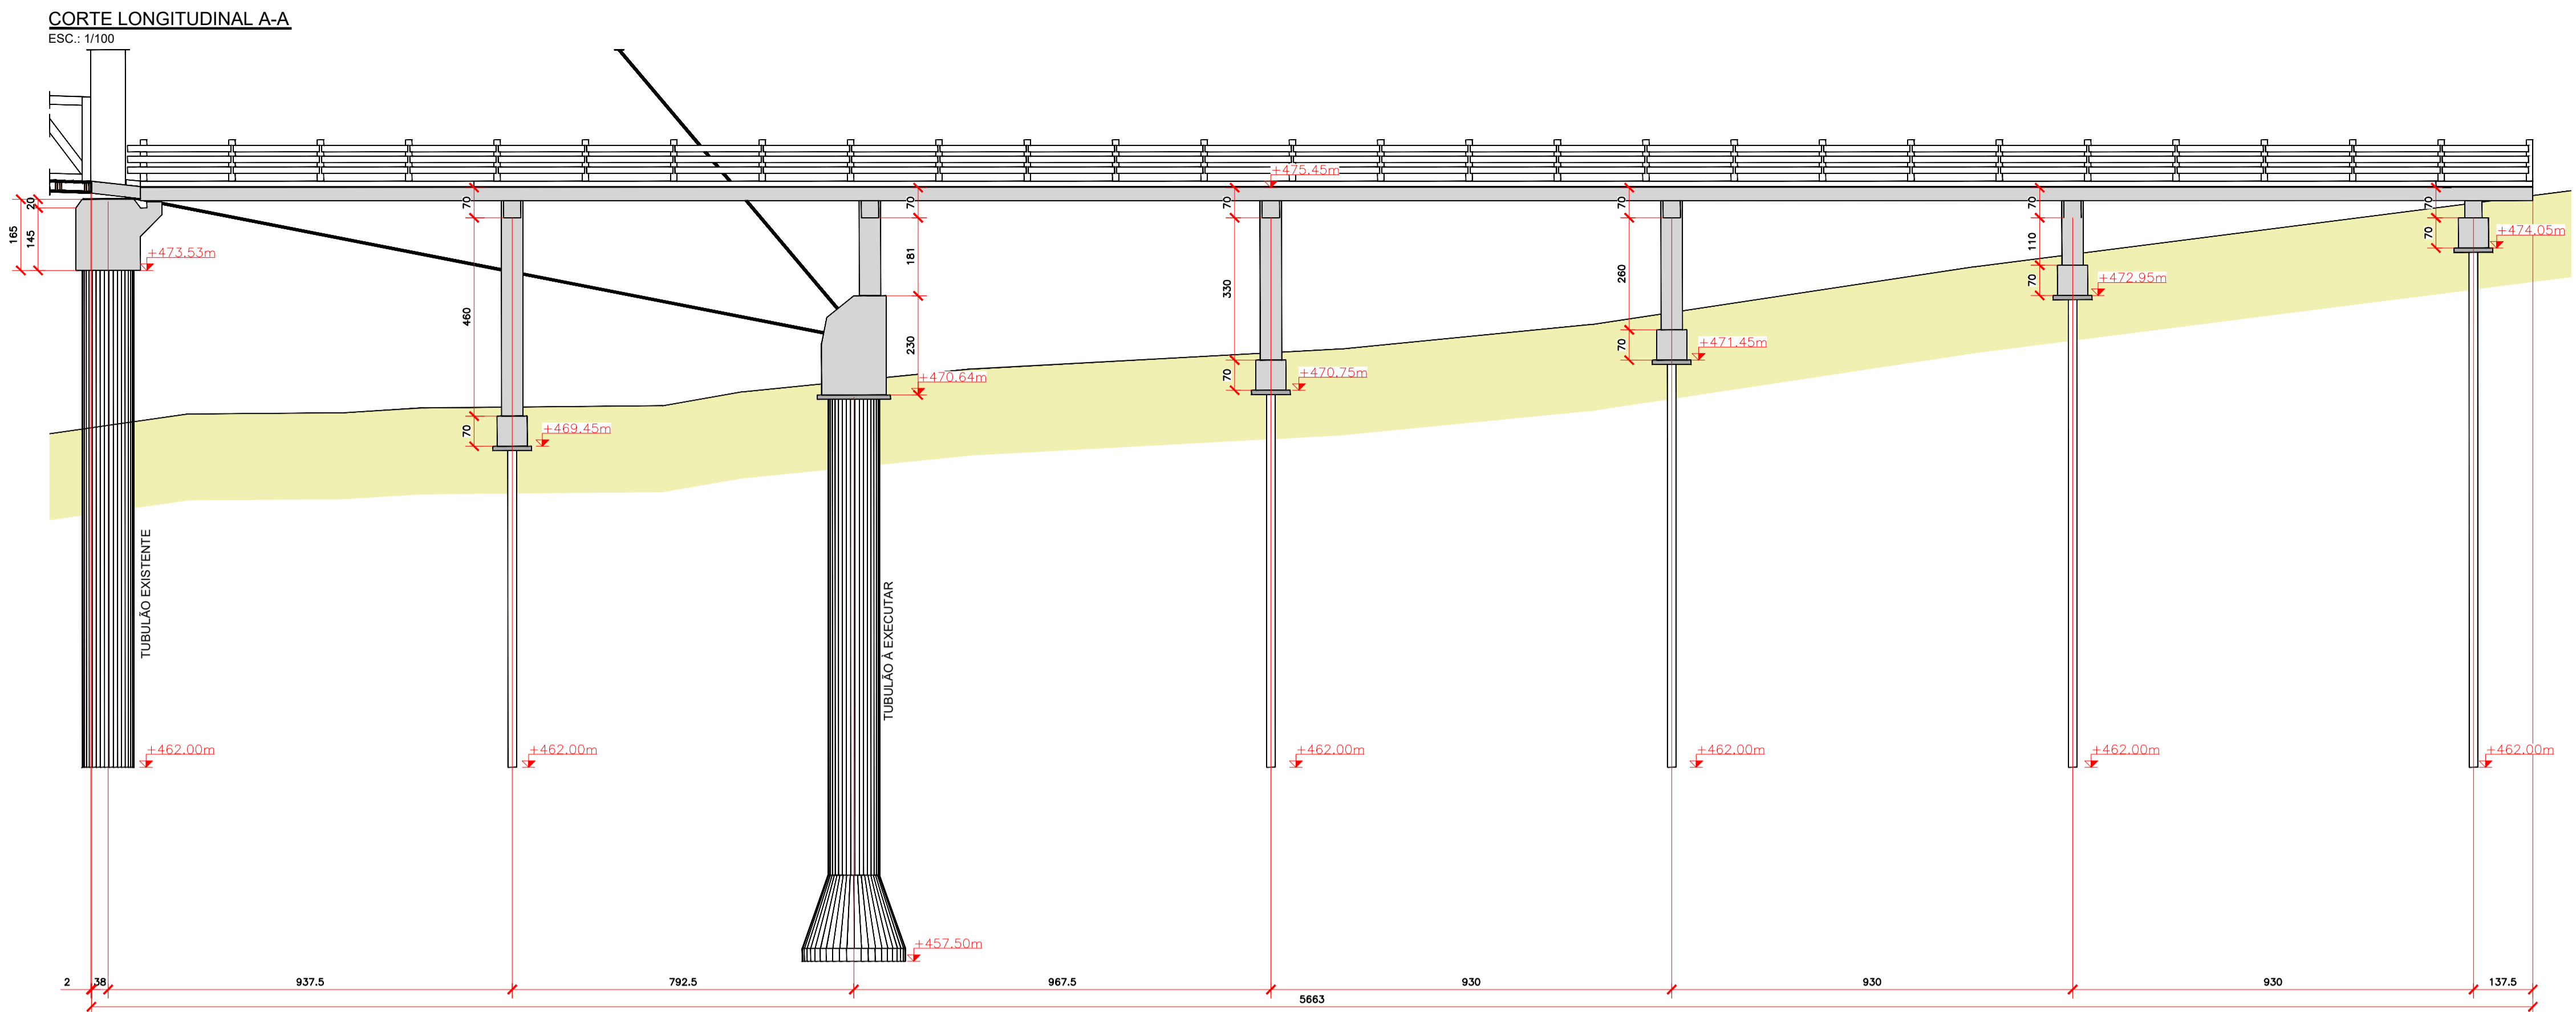 CORTE LONGITUDINAL A-A
ESC.: 1/100
+475.45m
70
70
70
70
70
70
20
165
145
+473.53m
181
460
330
260
110
70
+474.05m
70
+472.95m
230
70
+471.45m
+470.64m
70
+470.75m
70
+469.45m
TUBULÃO EXISTENTE
TUBULÃO À EXECUTAR
+462.00m
+462.00m
+462.00m
+462.00m
+462.00m
+462.00m
+457.50m
2
38
937.5
792.5
967.5
930
930
930
137.5
5663